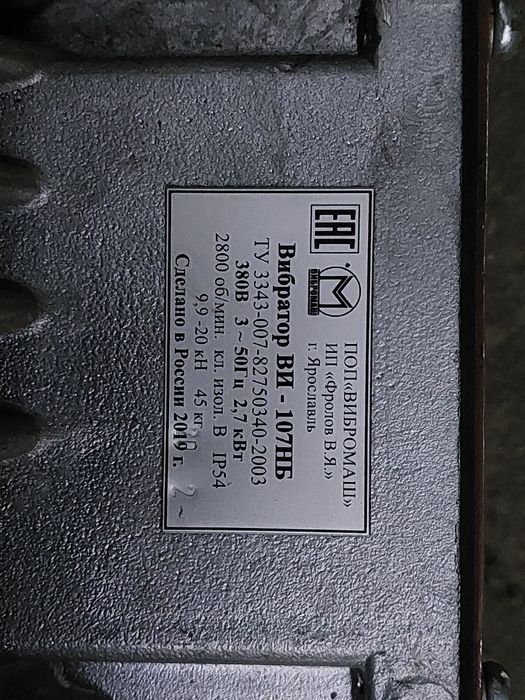 ЕАС
ВИБРОМАШ
ПОП«ВИБРОМАШ»
ИП «Фролов В.Я.»
г. Ярославль
Вибратор ВИ - 107НБ
ТУ 3343-007-82750340-2003
380В 3 ~ 50Гц 2,7 кВт
2800 об/мин. кл. изол. В IP54
9,9 -20 кН 45 кг.
Сделано в России 2019 г.